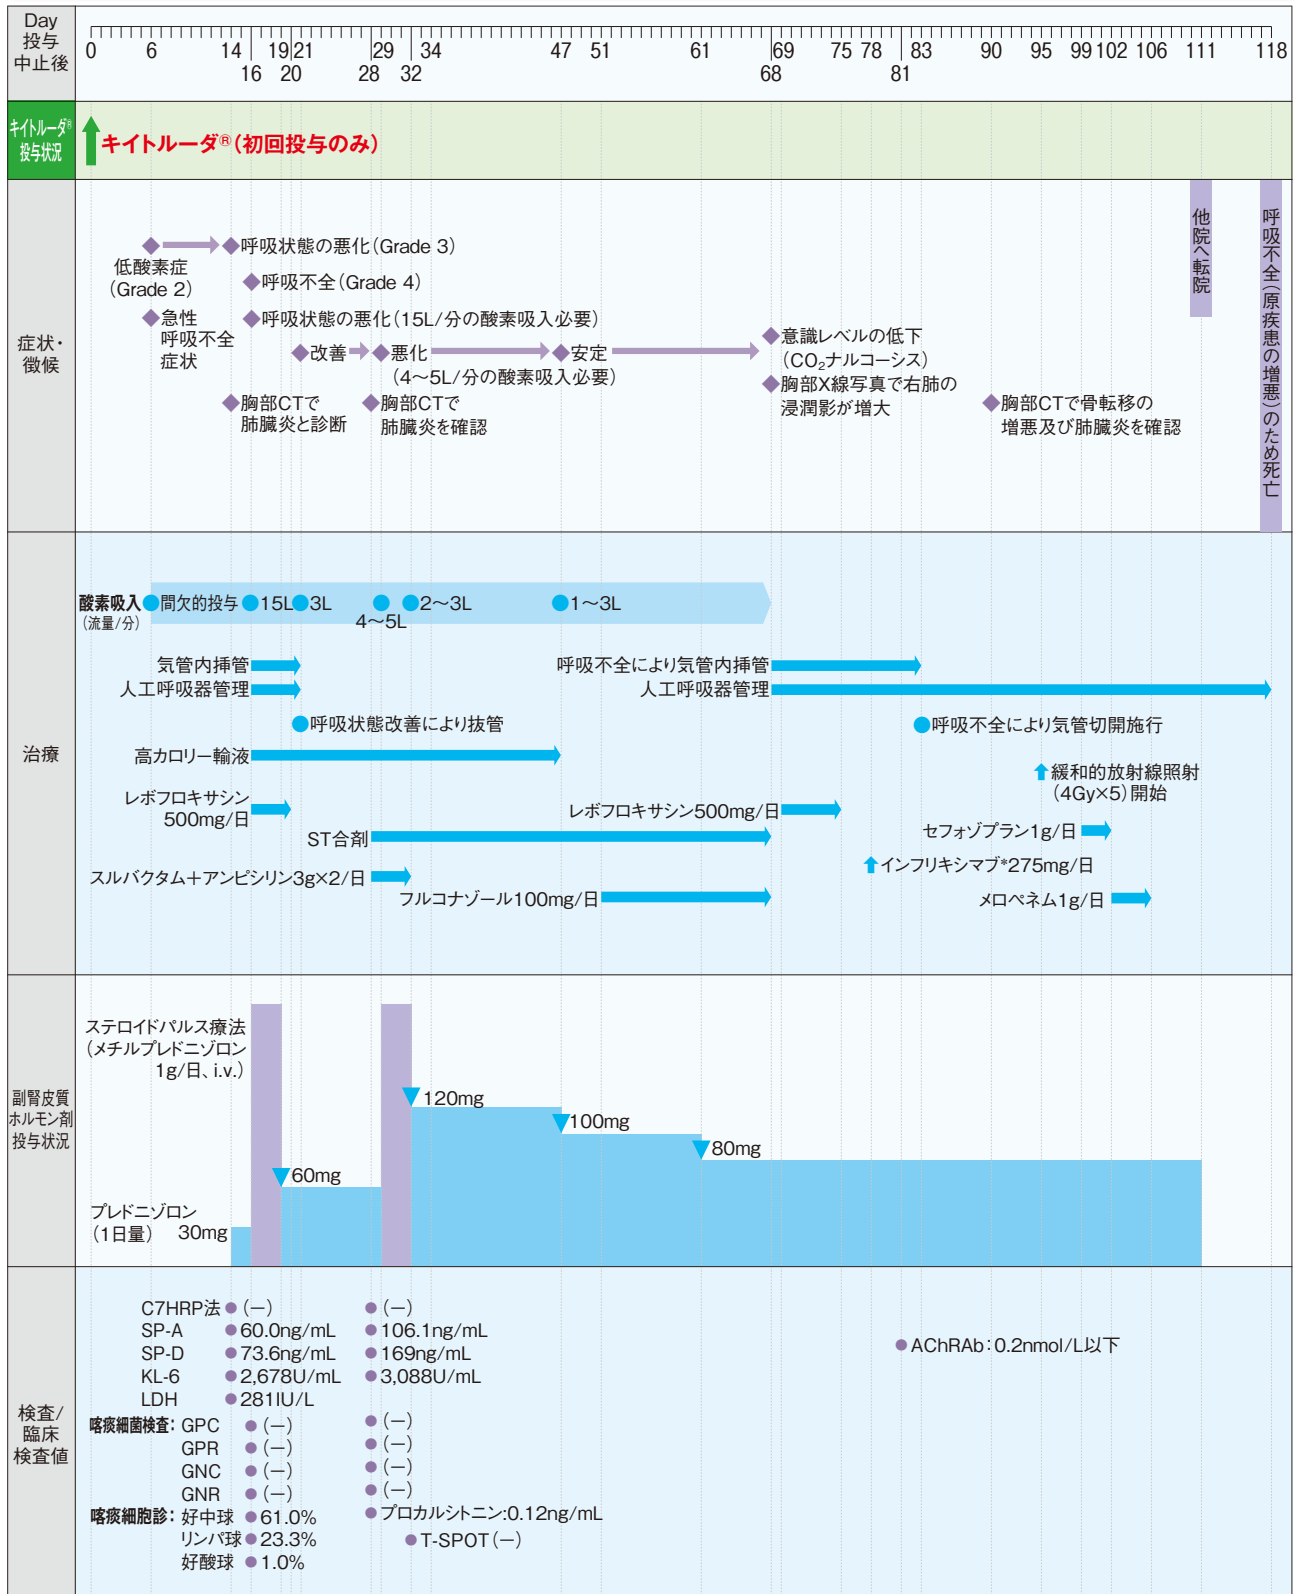 Day
投与
中止後
0 6 14 19 21 29 34 47 51 61 69 75 78 83 90 95 99 102 106 111 118
16 20 28 32 68 81
キイトルーダ®
投与状況
キイトルーダ®(初回投与のみ)
症状・
徴候
呼吸状態の悪化(Grade 3)
低酸素症
(Grade 2)
呼吸不全(Grade 4)
急性
呼吸不全
症状
呼吸状態の悪化(15L/分の酸素吸入必要)
改善
悪化
(4〜5L/分の酸素吸入必要)
安定
意識レベルの低下
(CO₂ナルコーシス)
胸部X線写真で右肺の
浸潤影が増大
胸部CTで
肺臓炎と診断
胸部CTで
肺臓炎を確認
胸部CTで骨転移の
増悪及び肺臓炎を確認
他院へ転院
呼吸不全(原疾患の増悪)のため死亡
治療
酸素吸入
(流量/分)
間欠的投与
15L
3L
4〜5L
2〜3L
1〜3L
気管内挿管
呼吸不全により気管内挿管
人工呼吸器管理
人工呼吸器管理
呼吸状態改善により抜管
呼吸不全により気管切開施行
高カロリー輸液
緩和的放射線照射
(4Gy×5)開始
レボフロキサシン
500mg/日
レボフロキサシン500mg/日
セフォゾプラン1g/日
ST合剤
インフリキシマブ*275mg/日
スルバクタム+アンピシリン3g×2/日
フルコナゾール100mg/日
メロペネム1g/日
副腎皮質
ホルモン剤
投与状況
ステロイドパルス療法
(メチルプレドニゾロン
1g/日、i.v.)
120mg
100mg
80mg
60mg
プレドニゾロン
(1日量)
30mg
検査/
臨床
検査値
C7HRP法 (−) (−)
SP-A 60.0ng/mL 106.1ng/mL
SP-D 73.6ng/mL 169ng/mL
KL-6 2,678U/mL 3,088U/mL
LDH 281IU/L
AChRAb:0.2nmol/L以下
喀痰細菌検査: GPC (−) (−)
GPR (−) (−)
GNC (−) (−)
GNR (−) (−)
喀痰細胞診: 好中球 61.0% プロカルシトニン:0.12ng/mL
リンパ球 23.3% T-SPOT(−)
好酸球 1.0%